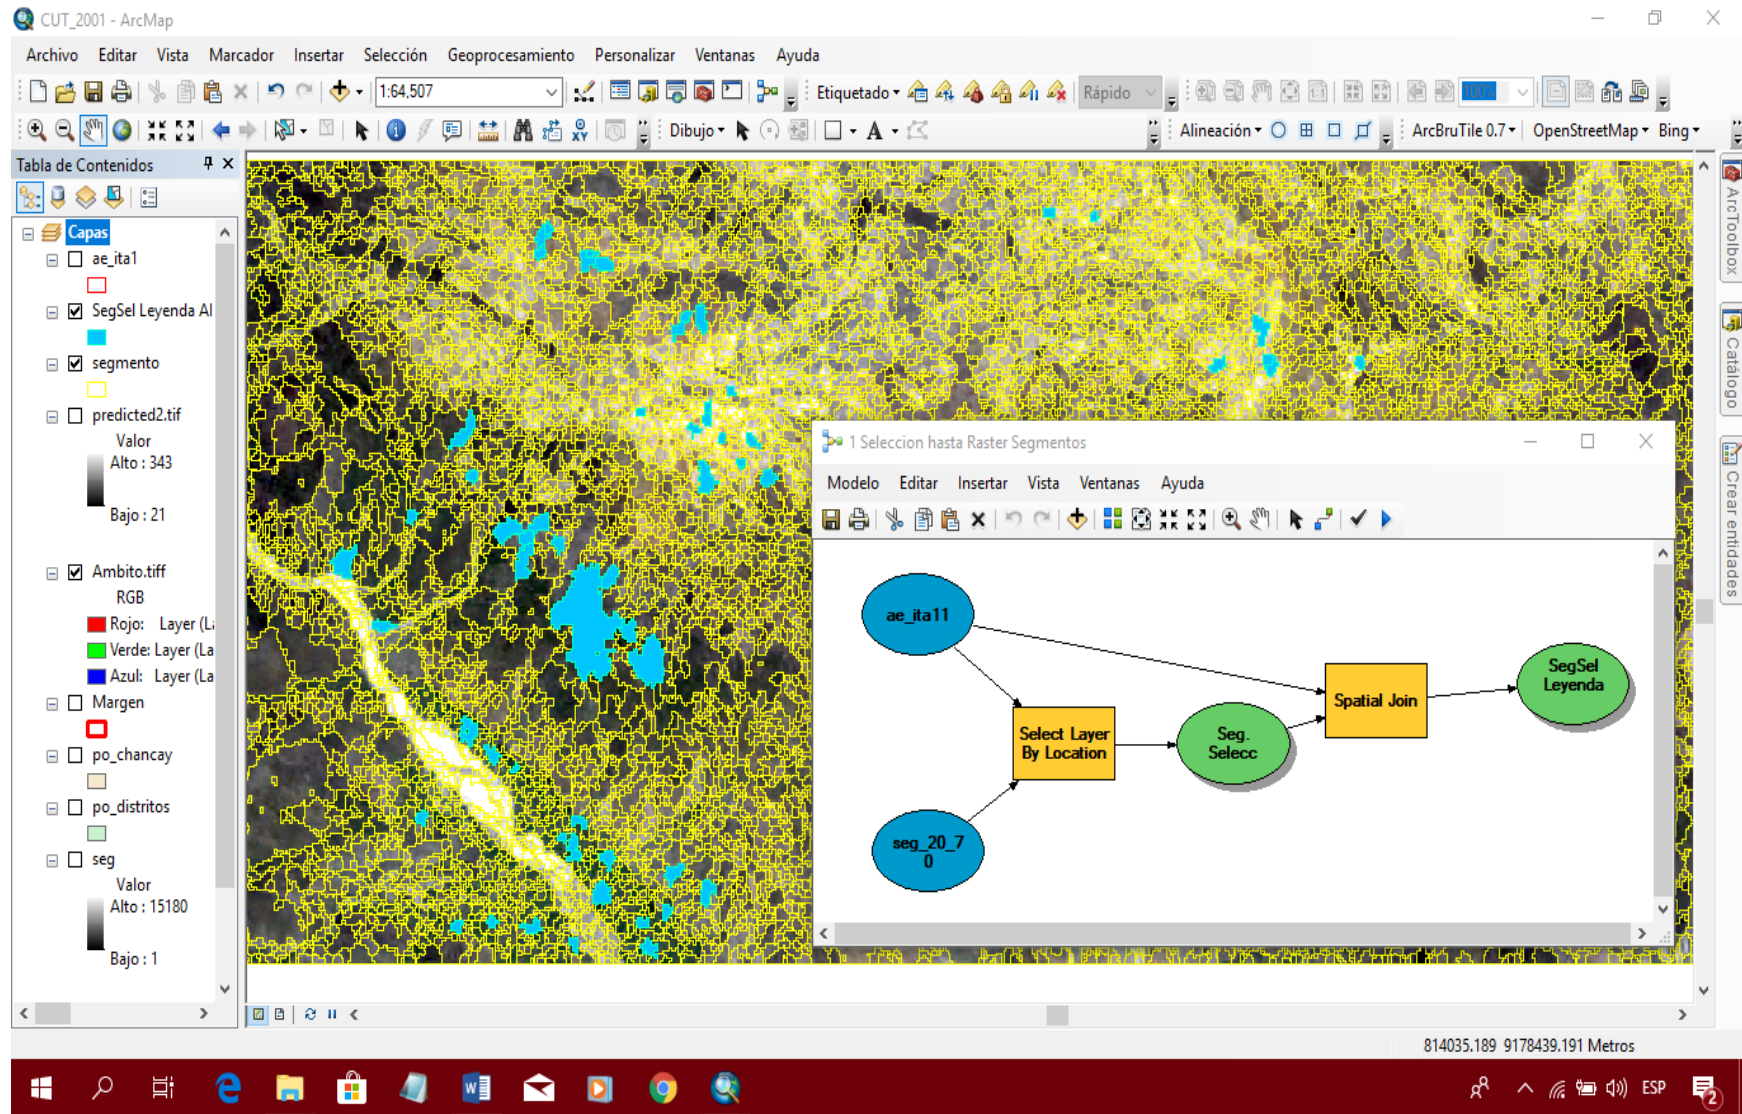 CUT_2001 - ArcMap
Archivo Editar Vista Marcador Insertar Selección Geoprocesamiento Personalizar Ventanas Ayuda
1:64,507
Etiquetado
Rápido
100%
Dibujo
A
Alineación
ArcBruTile 0.7
OpenStreetMap
Bing
Tabla de Contenidos
Capas
ae_ita1
SegSel Leyenda Al
segmento
predicted2.tif
Valor
Alto : 343
Bajo : 21
Ambito.tiff
RGB
Rojo: Layer (La
Verde: Layer (La
Azul: Layer (La
Margen
po_chancay
po_distritos
seg
Valor
Alto : 15180
Bajo : 1
1 Seleccion hasta Raster Segmentos
Modelo Editar Insertar Vista Ventanas Ayuda
ae_ita11
Select Layer
By Location
seg_20_7
0
Seg.
Selecc
Spatial Join
SegSel
Leyenda
ArcToolbox
Catálogo
Crear entidades
814035.189 9178439.191 Metros
ESP
2